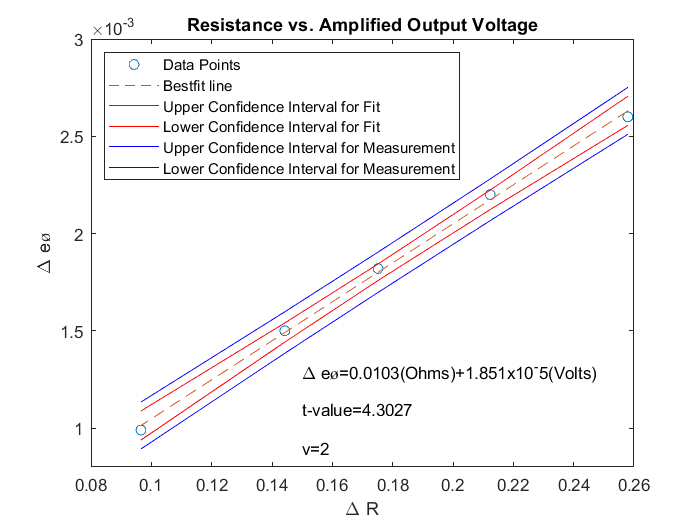 Resistance vs. Amplified Output Voltage
×10⁻³
3
2.5
2
1.5
1
Δ eø
Data Points
Bestfit line
Upper Confidence Interval for Fit
Lower Confidence Interval for Fit
Upper Confidence Interval for Measurement
Lower Confidence Interval for Measurement
Δ eø=0.0103(Ohms)+1.851x10⁻5(Volts)
t-value=4.3027
v=2
0.08 0.1 0.12 0.14 0.16 0.18 0.2 0.22 0.24 0.26
Δ R